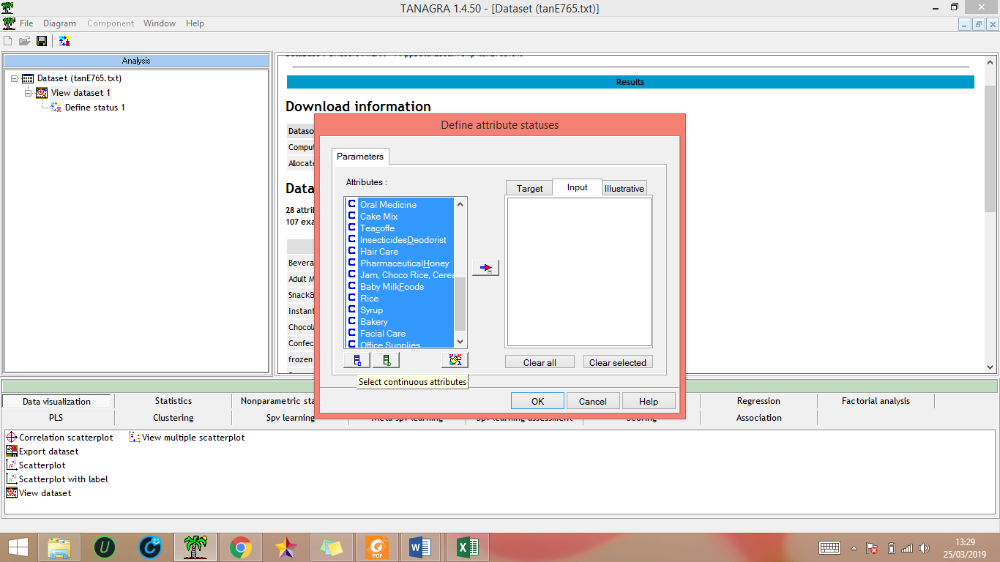 TANAGRA 1.4.50 - [Dataset (tanE765.txt)]
File Diagram Component Window Help
Analysis
Dataset (tanE765.txt)
View dataset 1
Define status 1
Results
Download information
Dataso
Comput
Allocate
Data
28 attri
107 exa
Bevera
Adult M
Snack&
Instant
Chocola
Confec
frozen
Define attribute statuses
Parameters
Attributes :
Oral Medicine
Cake Mix
Teacoffe
InsecticidesDeodorist
Hair Care
PharmaceuticalHoney
Jam, Choco Rice, Cerea
Baby MilkFoods
Rice
Syrup
Bakery
Facial Care
Office Supplies
Target Input Illustrative
Clear all Clear selected
Select continuous attributes
OK Cancel Help
Data visualization Statistics Nonparametric sta Regression Factorial analysis
PLS Clustering Spv learning Meta-spv learning Spv learning assessment Scoring Association
Correlation scatterplot View multiple scatterplot
Export dataset
Scatterplot
Scatterplot with label
View dataset
PDF
13:29
25/03/2019